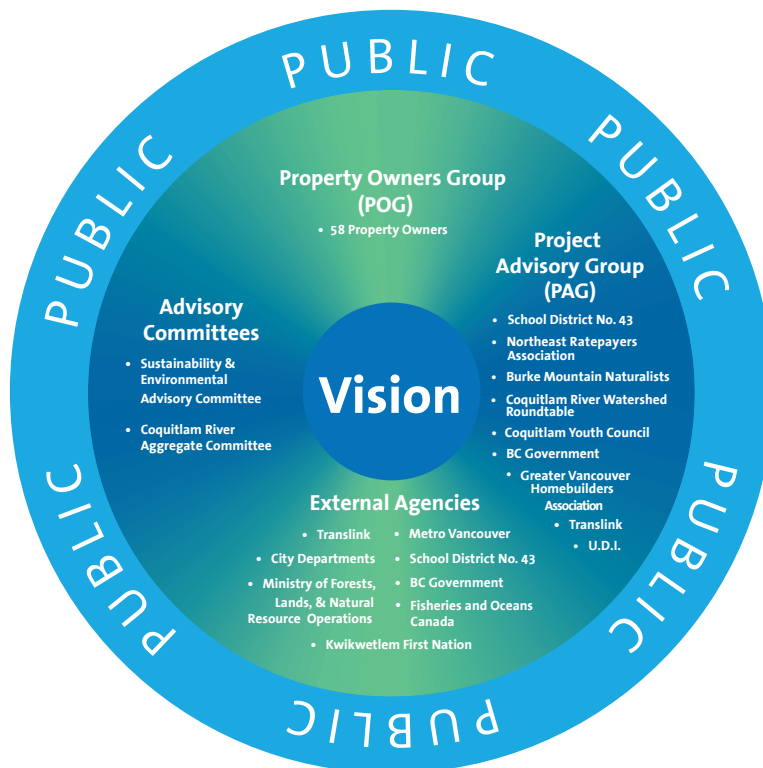 PUBLIC
PUBLIC
PUBLIC
PUBLIC
PUBLIC
PUBLIC
Property Owners Group
(POG)
• 58 Property Owners
Project
Advisory Group
(PAG)
• School District No. 43
• Northeast Ratepayers
Association
• Burke Mountain Naturalists
• Coquitlam River Watershed
Roundtable
• Coquitlam Youth Council
• BC Government
• Greater Vancouver
Homebuilders
Association
• Translink
• U.D.I.
Advisory
Committees
• Sustainability &
Environmental
Advisory Committee
• Coquitlam River
Aggregate Committee
Vision
External Agencies
• Translink
• City Departments
• Ministry of Forests,
Lands, & Natural
Resource Operations
• Metro Vancouver
• School District No. 43
• BC Government
• Fisheries and Oceans
Canada
• Kwikwetlem First Nation